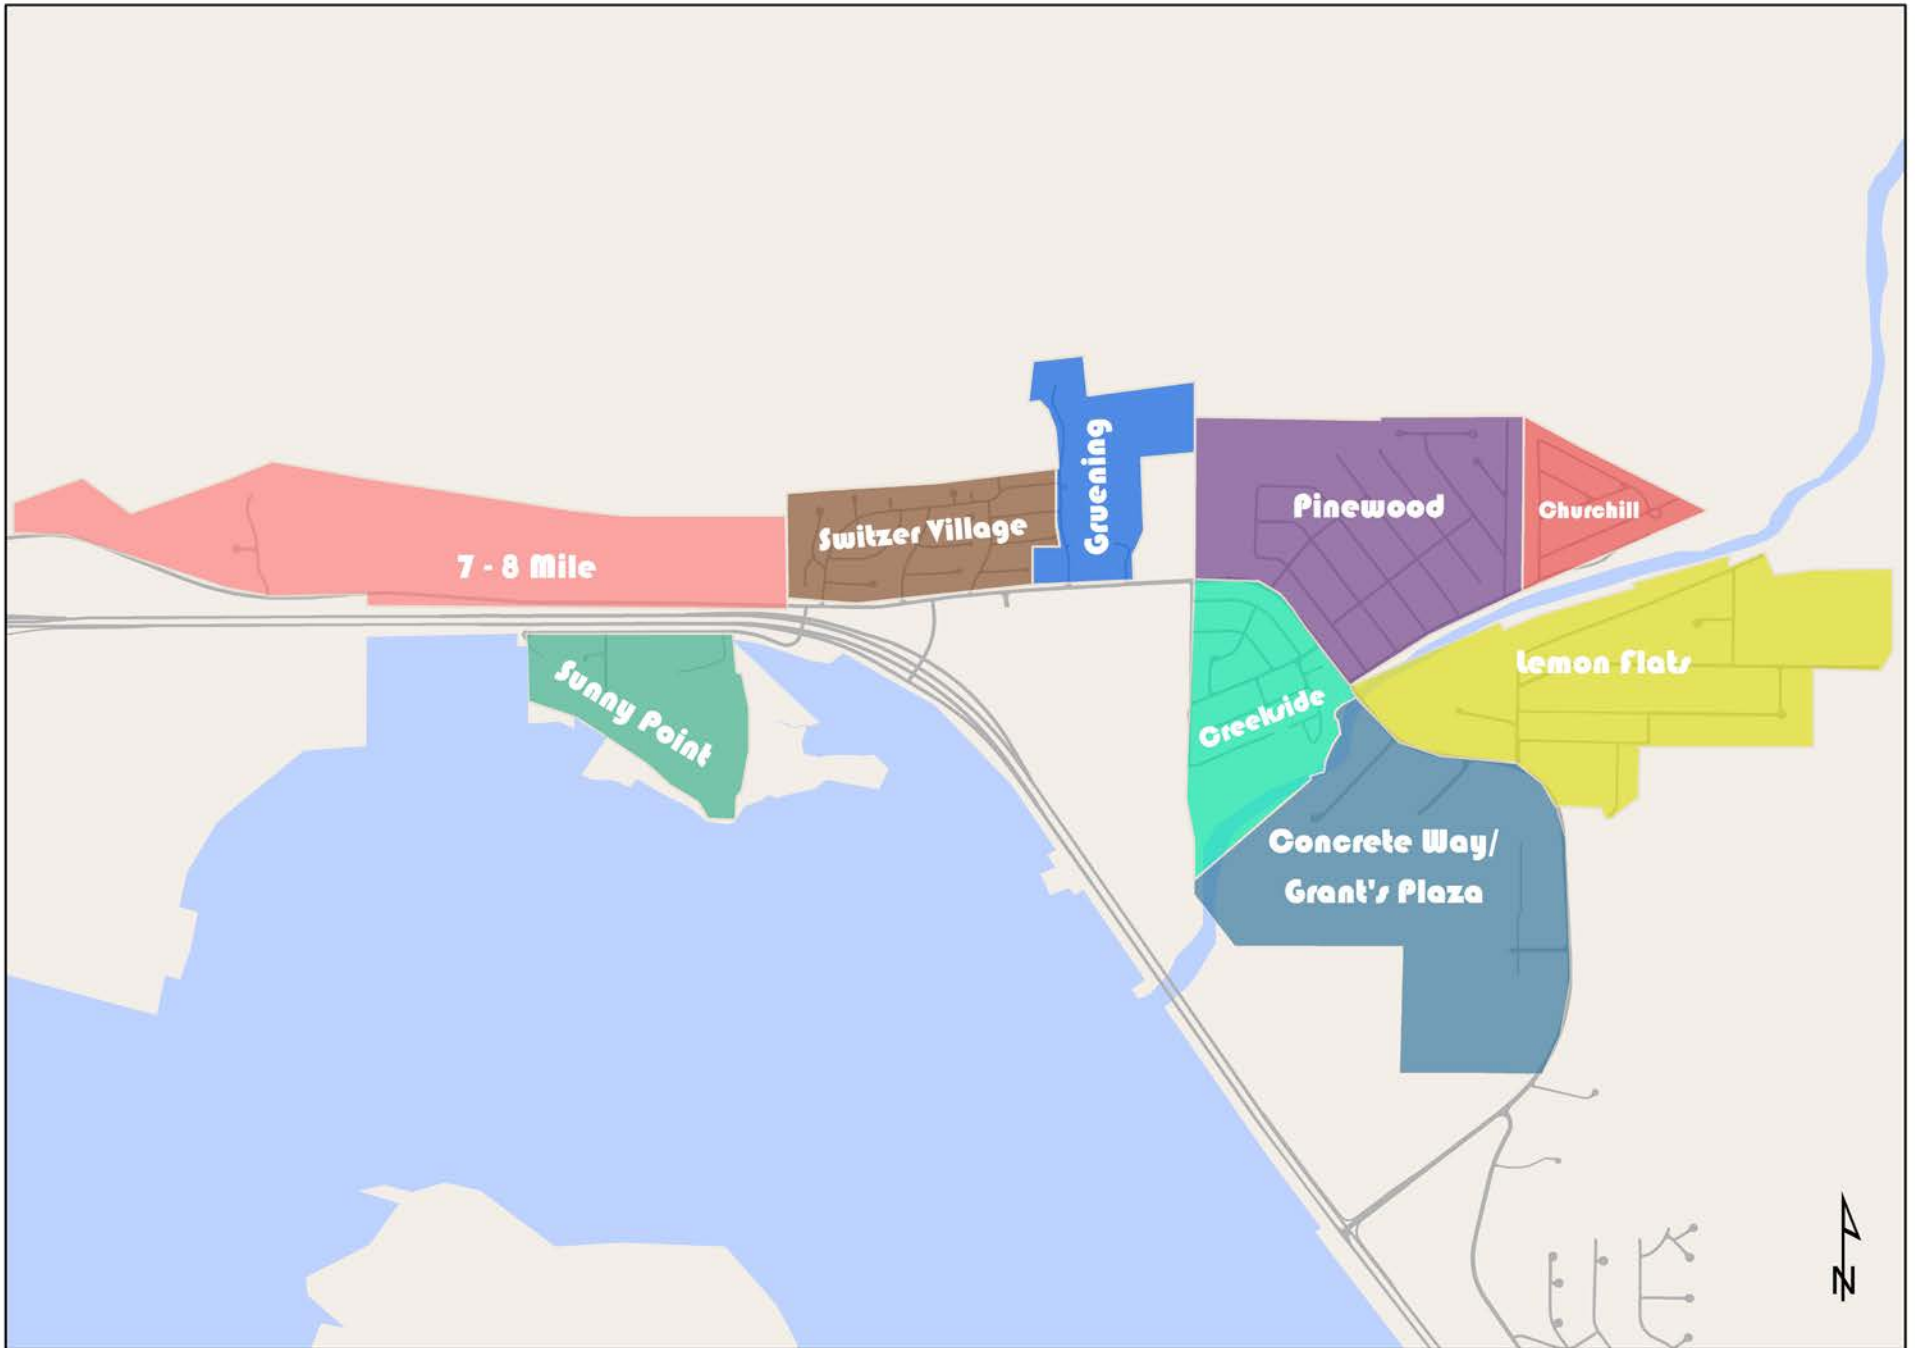 Gruening
Pinewood
Churchill
Switzer Village
7 - 8 Mile
Sunny Point
Lemon Flats
Creekside
Concrete Way/
Grant's Plaza
N